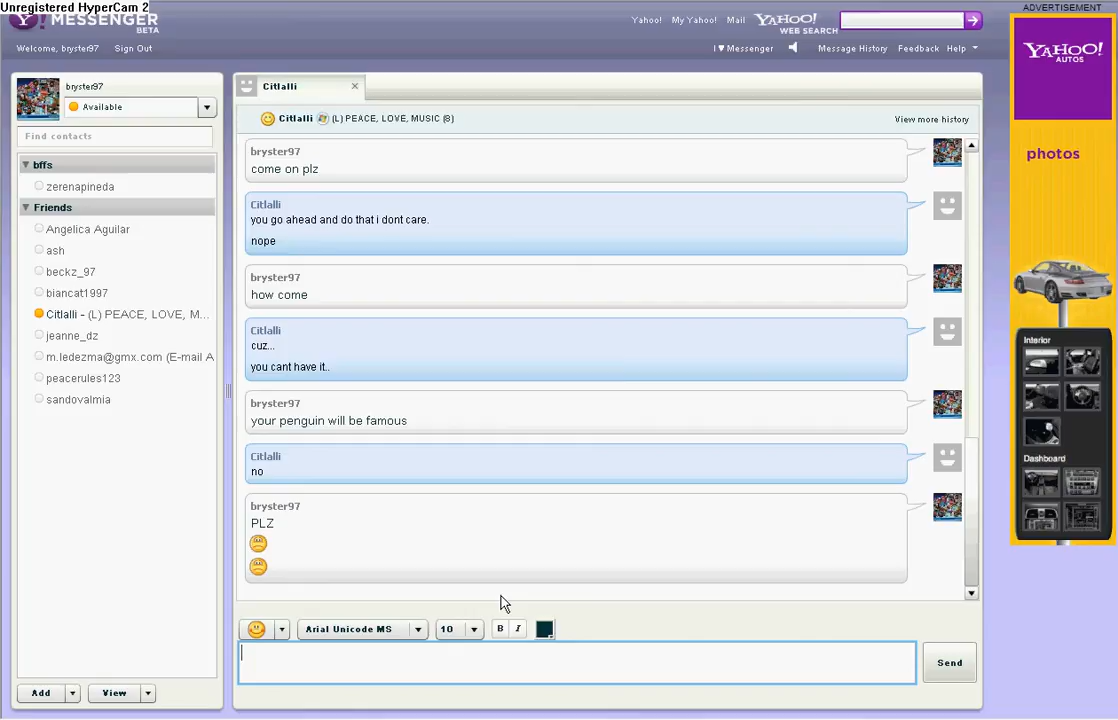 Unregistered HyperCam 2
MESSENGER
BETA
Yahoo! My Yahoo! Mail YAHOO!
WEB SEARCH
Welcome, bryster97 Sign Out
I ♥ Messenger Message History Feedback Help
ADVERTISEMENT
YAHOO!
AUTOS
photos
Interior
Dashboard
bryster97
Available
Find contacts
bffs
zerenapineda
Friends
Angelica Aguilar
ash
beckz_97
biancat1997
Citlalli - (L) PEACE, LOVE, M...
jeanne_dz
m.ledezma@gmx.com (E-mail A
peacerules123
sandovalmia
Add View
Citlalli
Citlalli (L) PEACE, LOVE, MUSIC (8)
View more history
bryster97
come on plz
Citlalli
you go ahead and do that i dont care.
nope
bryster97
how come
Citlalli
cuz...
you cant have it..
bryster97
your penguin will be famous
Citlalli
no
bryster97
PLZ
Arial Unicode MS 10 B I
Send